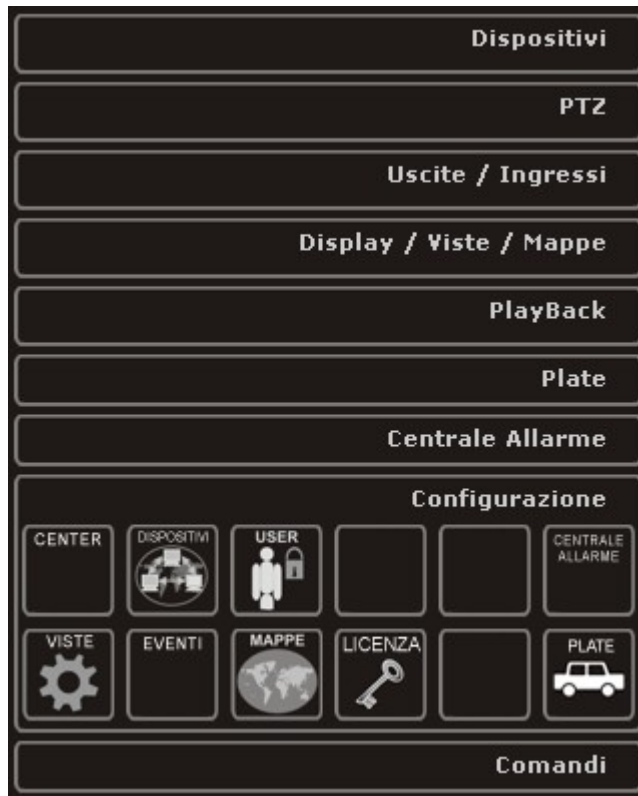 Dispositivi
PTZ
Uscite / Ingressi
Display / Viste / Mappe
PlayBack
Plate
Centrale Allarme
Configurazione
CENTER
DISPOSITIVI
USER
CENTRALE
ALLARME
VISTE
EVENTI
MAPPE
LICENZA
PLATE
Comandi